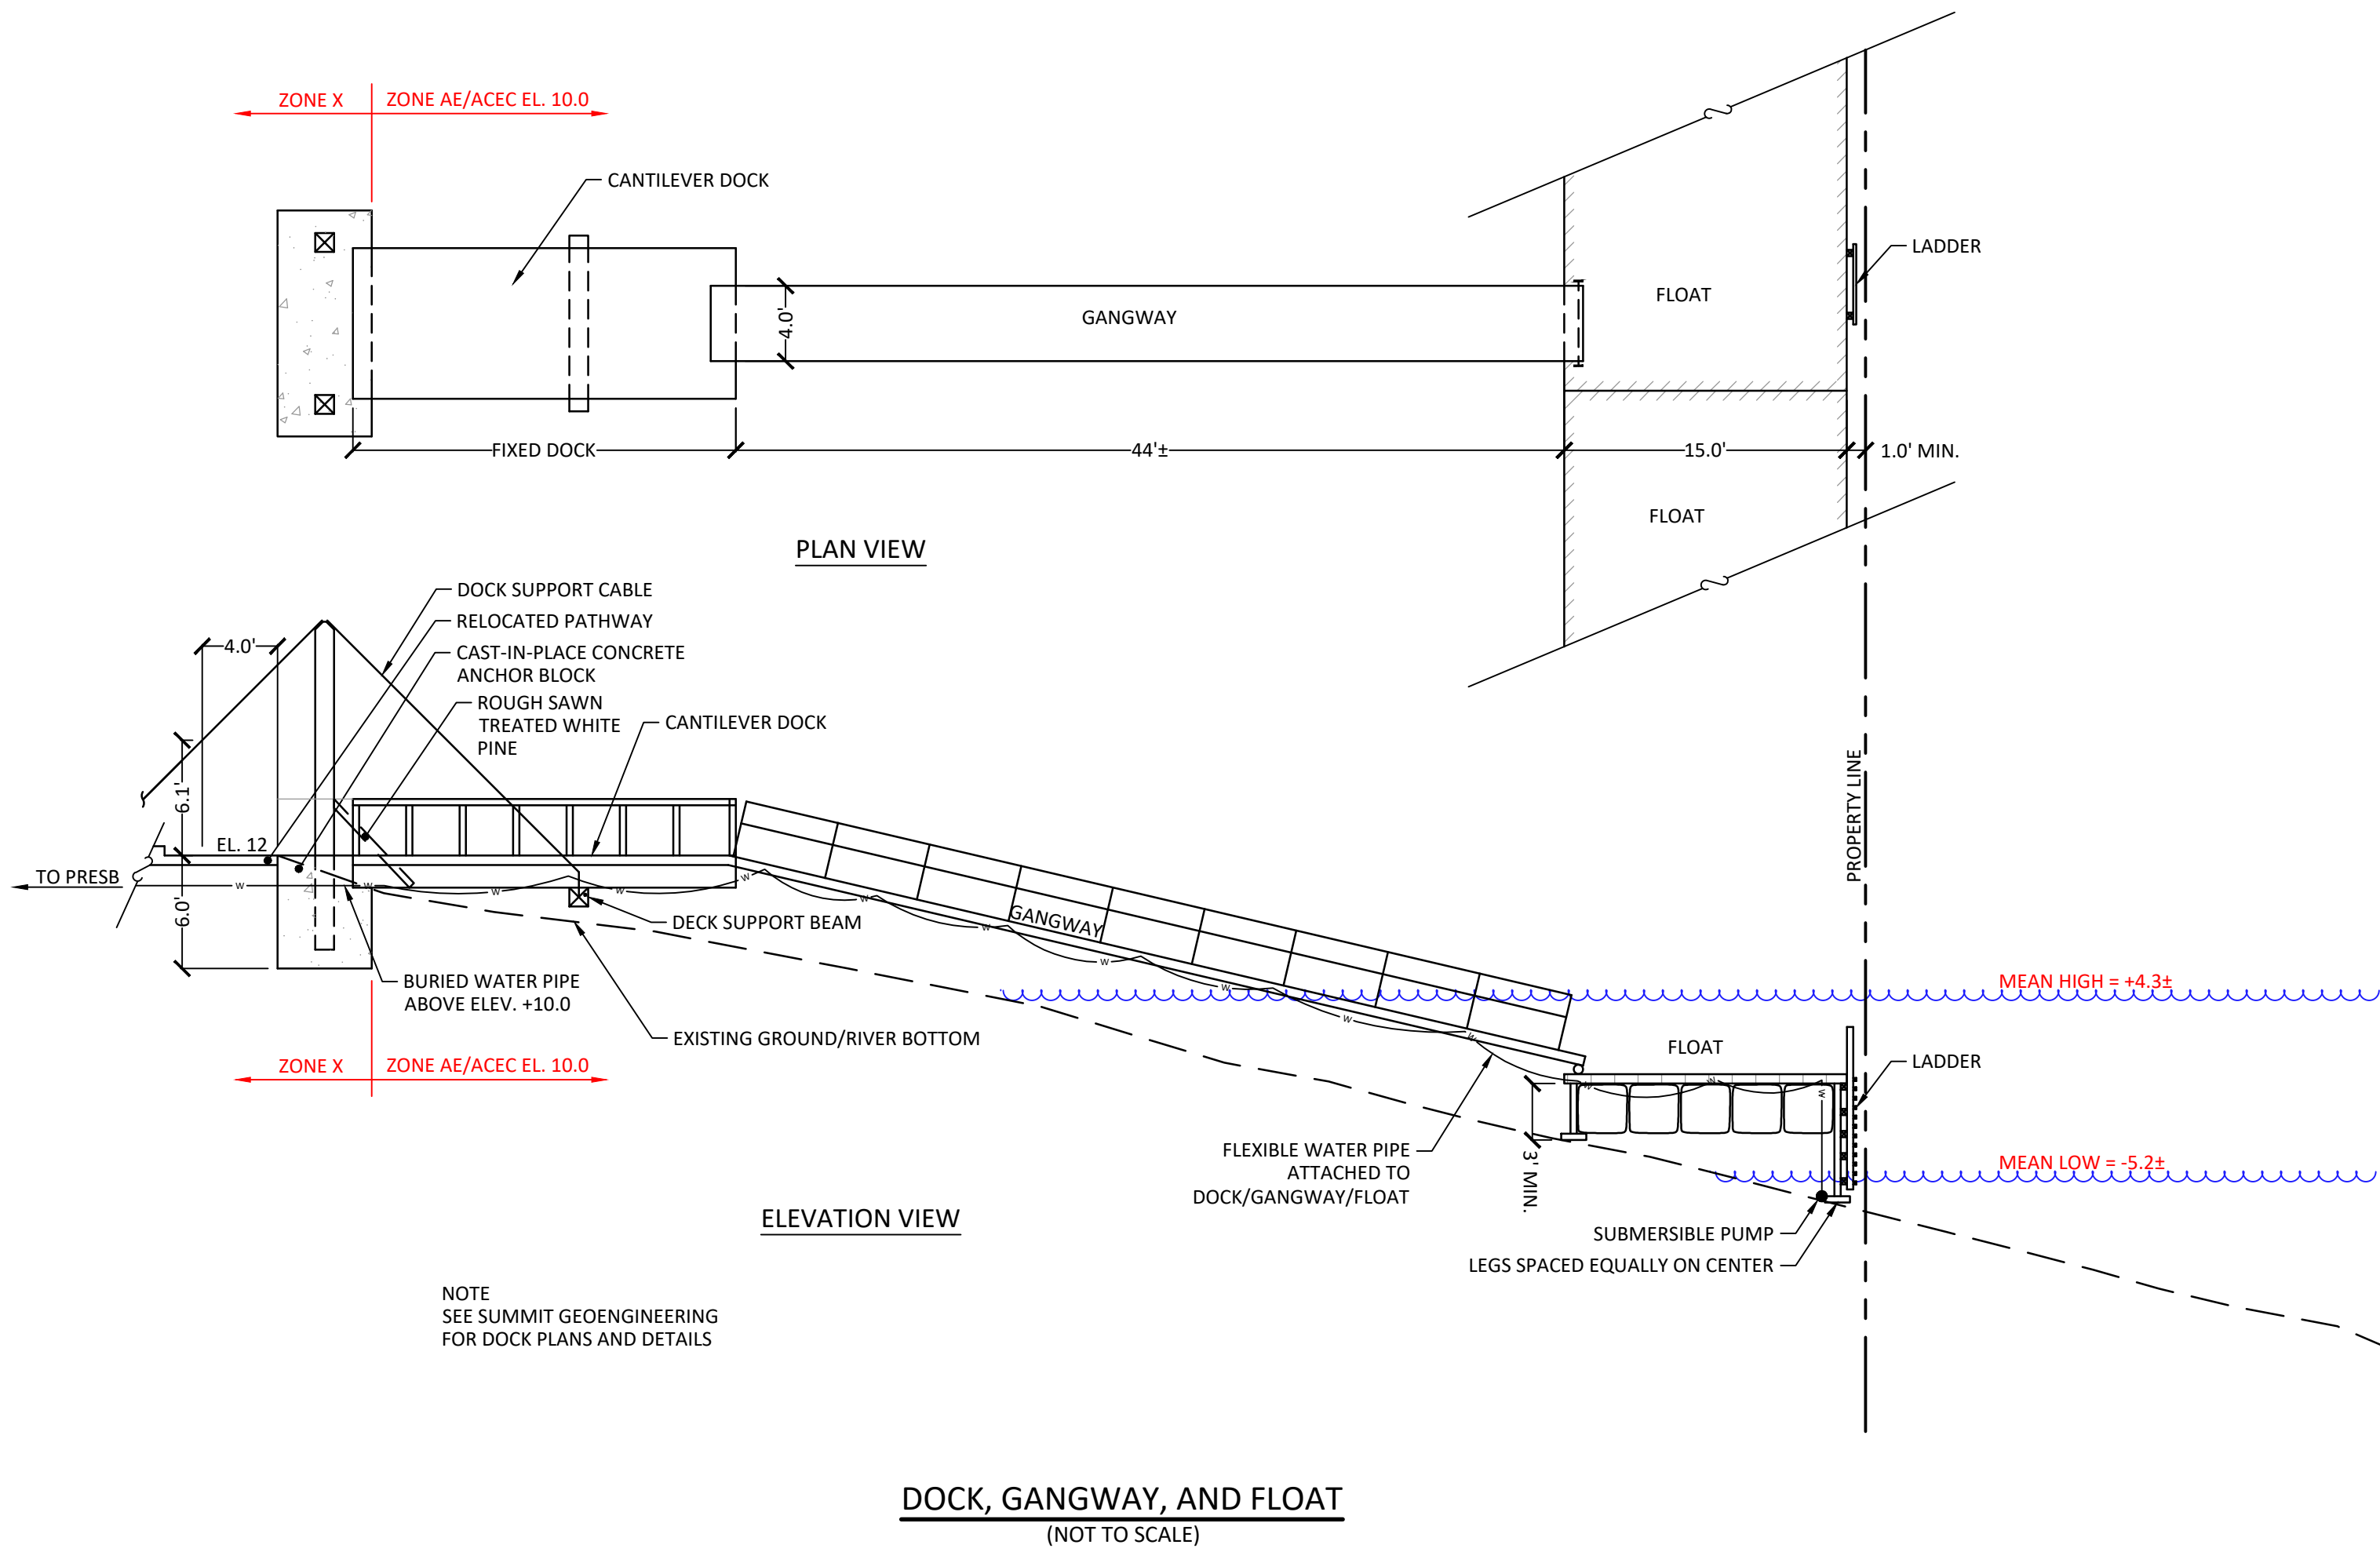 ZONE X
ZONE AE/ACEC EL. 10.0
CANTILEVER DOCK
LADDER
FLOAT
GANGWAY
4.0'
FIXED DOCK
44'±
15.0'
1.0' MIN.
FLOAT
PLAN VIEW
DOCK SUPPORT CABLE
RELOCATED PATHWAY
4.0'
CAST-IN-PLACE CONCRETE
ANCHOR BLOCK
ROUGH SAWN
TREATED WHITE
PINE
CANTILEVER DOCK
6.1'
PROPERTY LINE
EL. 12
TO PRESB
W
W
W
W
W
W
W
W
W
W
W
W
W
W
6.0'
GANGWAY
DECK SUPPORT BEAM
BURIED WATER PIPE
ABOVE ELEV. +10.0
MEAN HIGH = +4.3±
EXISTING GROUND/RIVER BOTTOM
FLOAT
LADDER
ZONE X
ZONE AE/ACEC EL. 10.0
FLEXIBLE WATER PIPE
ATTACHED TO
DOCK/GANGWAY/FLOAT
3' MIN.
MEAN LOW = -5.2±
ELEVATION VIEW
SUBMERSIBLE PUMP
LEGS SPACED EQUALLY ON CENTER
NOTE
SEE SUMMIT GEOENGINEERING
FOR DOCK PLANS AND DETAILS
DOCK, GANGWAY, AND FLOAT
(NOT TO SCALE)